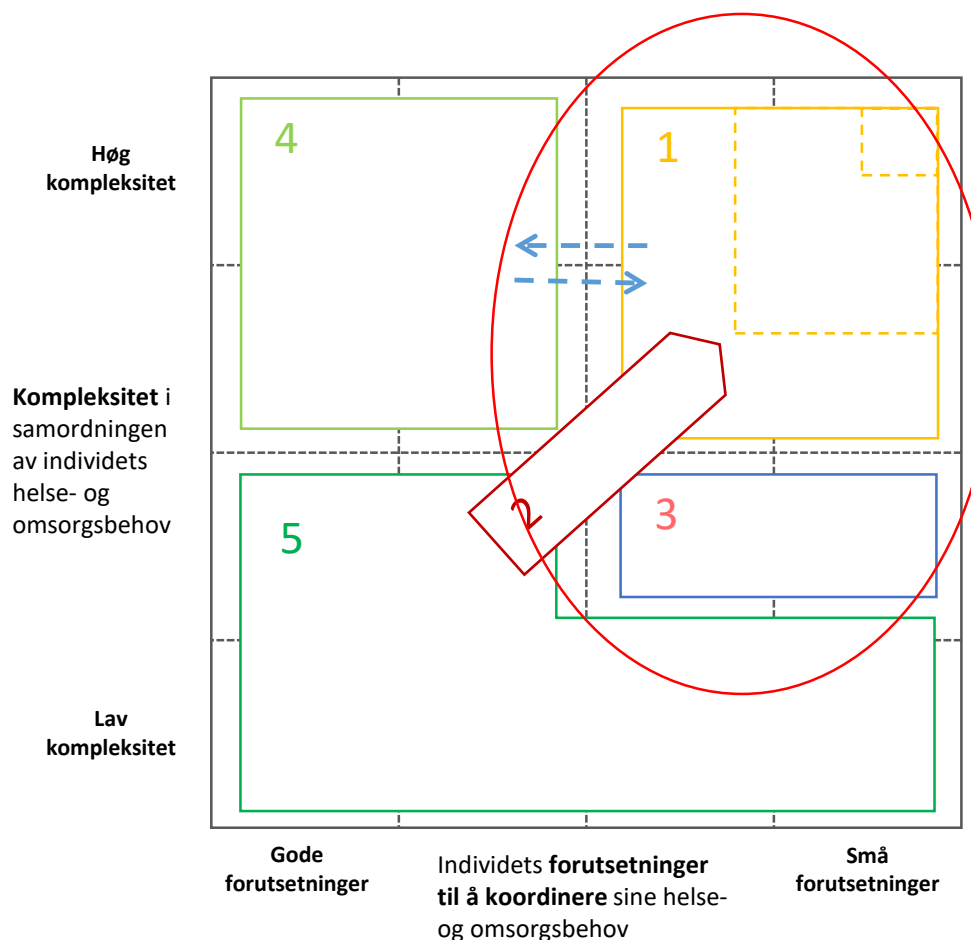 4
1
Høg
kompleksitet
Kompleksitet i
samordningen
av individets
helse- og
omsorgsbehov
2
3
5
Lav
kompleksitet
Gode
forutsetninger
Individets forutsetninger
til å koordinere sine helse-
og omsorgsbehov
Små
forutsetninger